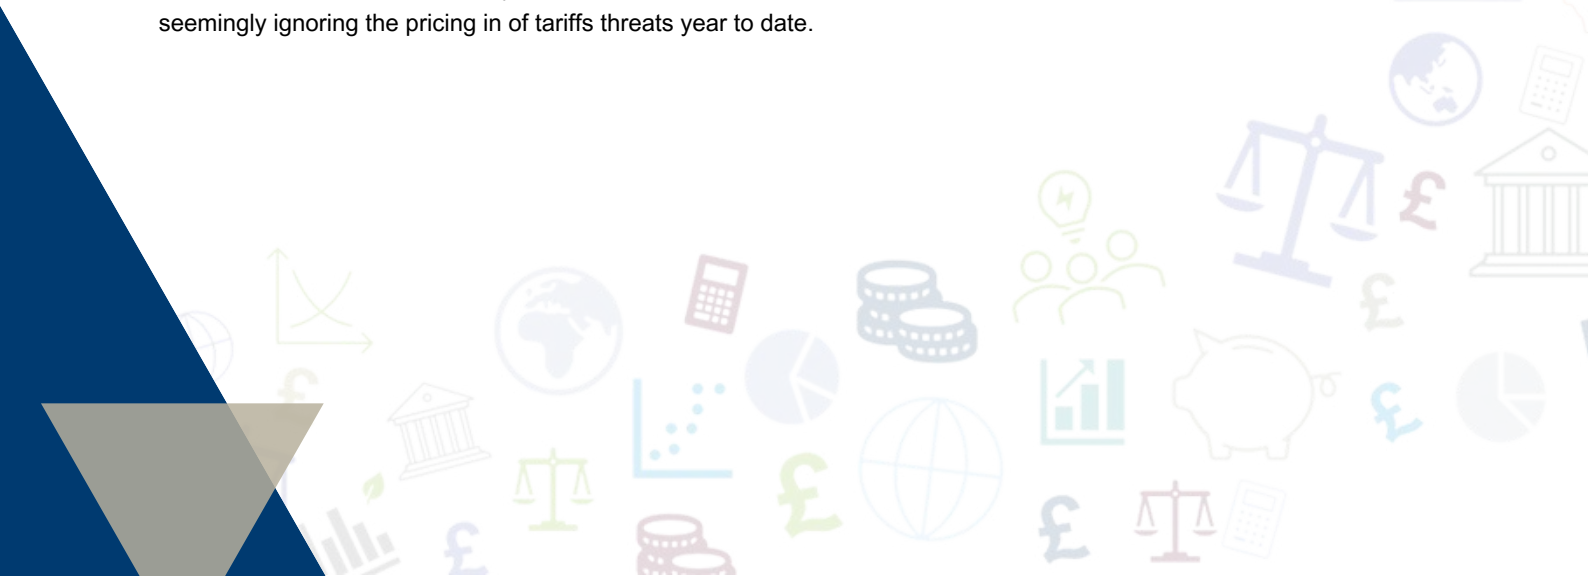 seemingly ignoring the pricing in of tariffs threats year to date.